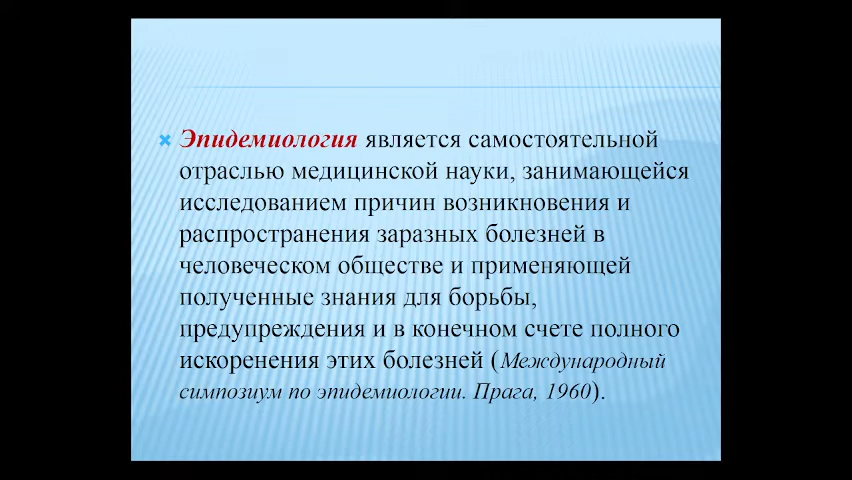 Эпидемиология является самостоятельной
отраслью медицинской науки, занимающейся
исследованием причин возникновения и
распространения заразных болезней в
человеческом обществе и применяющей
полученные знания для борьбы,
предупреждения и в конечном счете полного
искоренения этих болезней (Международный
симпозиум по эпидемиологии. Прага, 1960).